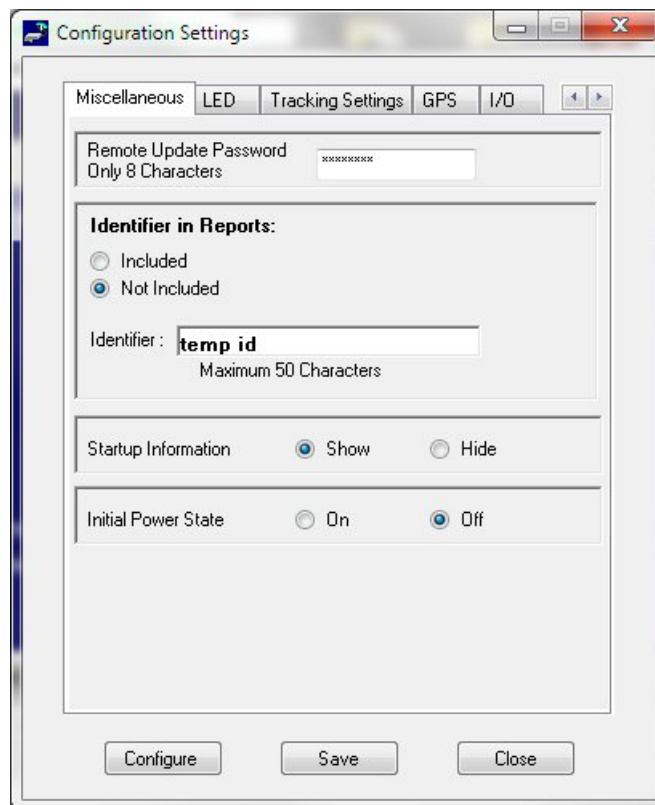 Configuration Settings
Miscellaneous LED Tracking Settings GPS I/O
Remote Update Password
Only 8 Characters
××××××××
Identifier in Reports:
Included
Not Included
Identifier : temp id
Maximum 50 Characters
Startup Information Show Hide
Initial Power State On Off
Configure Save Close